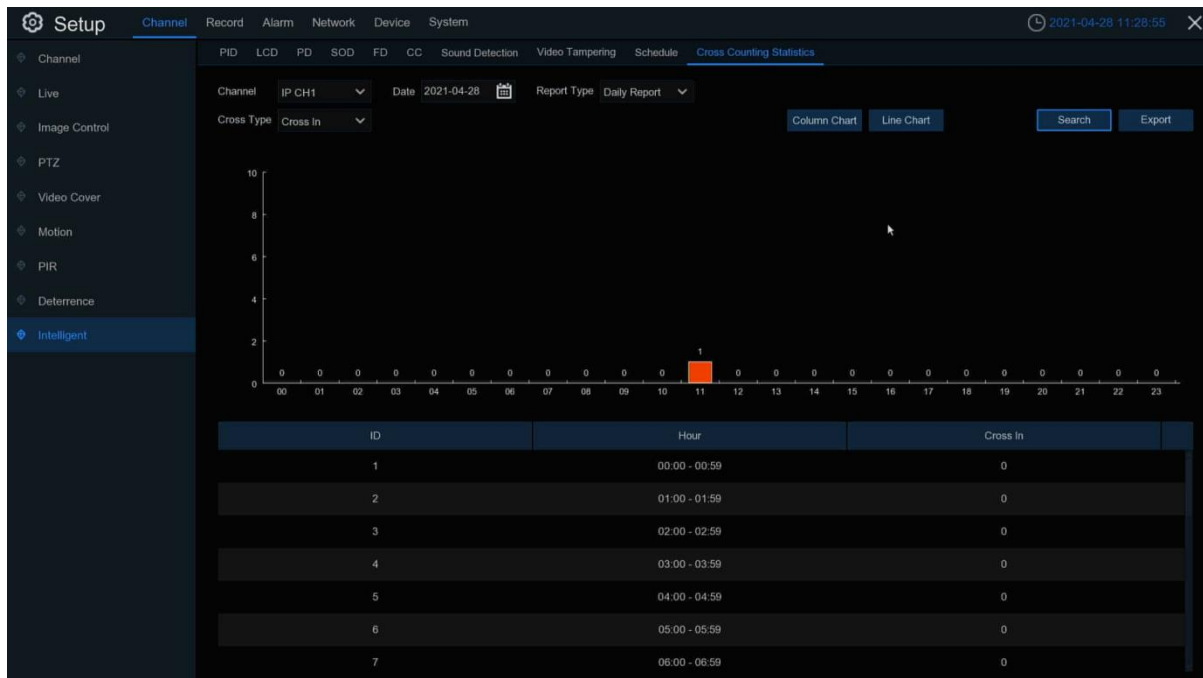 Setup Channel Record Alarm Network Device System 2021-04-28 11:28:55
PID LCD PD SOD FD CC Sound Detection Video Tampering Schedule Cross Counting Statistics
Channel
Live
Image Control
PTZ
Video Cover
Motion
PIR
Deterrence
Intelligent
Channel IP CH1 Date 2021-04-28 Report Type Daily Report
Cross Type Cross In Column Chart Line Chart Search Export
10
8
6
4
2
0
0 0 0 0 0 0 0 0 0 0 0 1 0 0 0 0 0 0 0 0 0 0 0 0
00 01 02 03 04 05 06 07 08 09 10 11 12 13 14 15 16 17 18 19 20 21 22 23
ID Hour Cross In
1 00:00 - 00:59 0
2 01:00 - 01:59 0
3 02:00 - 02:59 0
4 03:00 - 03:59 0
5 04:00 - 04:59 0
6 05:00 - 05:59 0
7 06:00 - 06:59 0